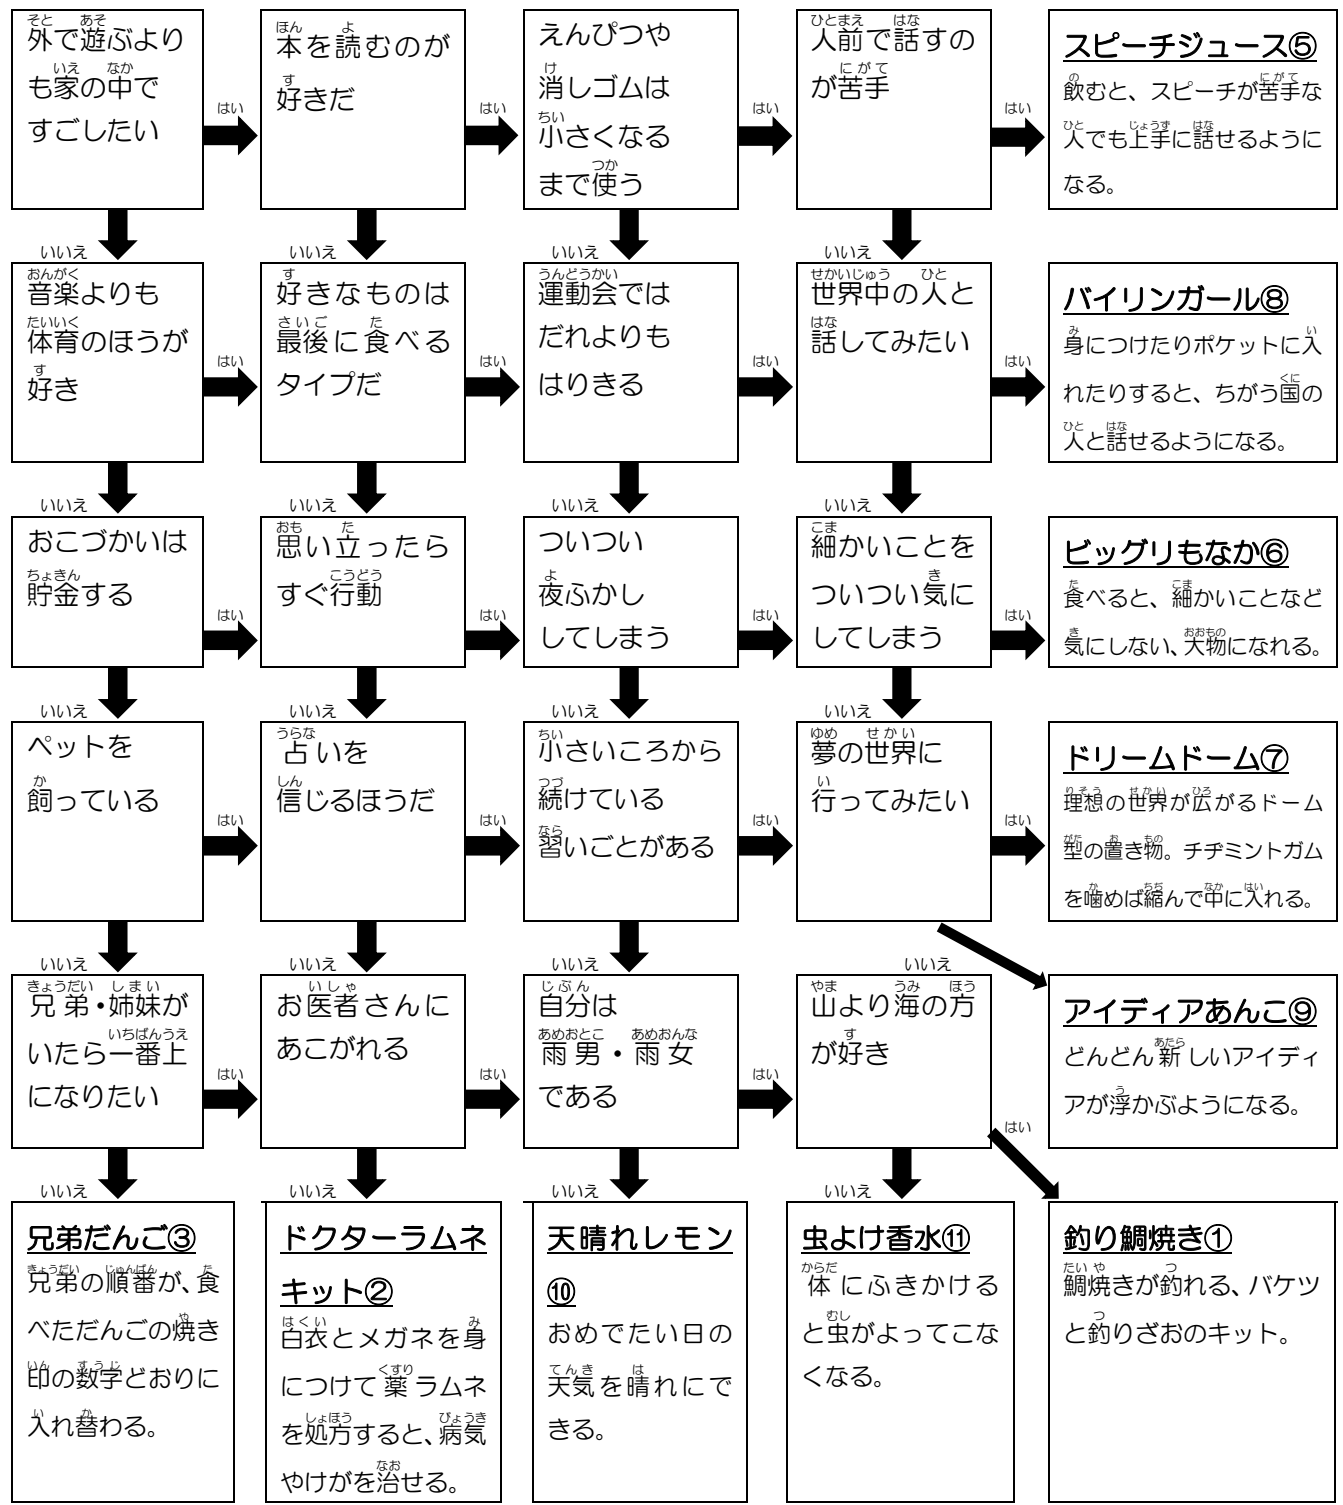 外で遊ぶより
も家の中で
すごしたい
はい
いいえ
本を読むのが
好きだ
はい
いいえ
えんぴつや
消しゴムは
小さくなる
まで使う
はい
いいえ
人前で話すの
が苦手
はい
いいえ
スピーチジュース⑤
飲むと、スピーチが苦手な
人でも上手に話せるように
なる。
音楽よりも
体育のほうが
好き
はい
いいえ
好きなものは
最後に食べる
タイプだ
はい
いいえ
運動会では
だれよりも
はりきる
はい
いいえ
世界中の人と
話してみたい
はい
いいえ
バイリンガール⑧
身につけたりポケットに入
れたりすると、ちがう国の
人と話せるようになる。
おこづかいは
貯金する
はい
いいえ
思い立ったら
すぐ行動
はい
いいえ
ついつい
夜ふかし
してしまう
はい
いいえ
細かいことを
ついつい気に
してしまう
はい
いいえ
ビッグリもなか⑥
食べると、細かいことなど
気にしない、大物になれる。
ペットを
飼っている
はい
いいえ
占いを
信じるほうだ
はい
いいえ
小さいころから
続けている
習いごとがある
はい
いいえ
夢の世界に
行ってみたい
はい
いいえ
ドリームドーム⑦
理想の世界が広がるドーム
型の置き物。チヂミントガム
を噛めば縮んで中に入れる。
兄弟・姉妹が
いたら一番上
になりたい
はい
いいえ
お医者さんに
あこがれる
はい
いいえ
自分は
雨男・雨女
である
はい
いいえ
山より海の方
が好き
はい
いいえ
アイディアあんこ⑨
どんどん新しいアイディ
アが浮かぶようになる。
兄弟だんご③
兄弟の順番が、食
べただんごの焼き
印の数字どおりに
入れ替わる。
ドクターラムネ
キット②
白衣とメガネを身
につけて薬ラムネ
を処方すると、病気
やけがを治せる。
天晴れレモン
⑩
おめでたい日の
天気を晴れにで
きる。
虫よけ香水⑪
体にふきかける
と虫がよってこな
くなる。
釣り鯛焼き①
鯛焼きが釣れる、バケツ
と釣りざおのキット。